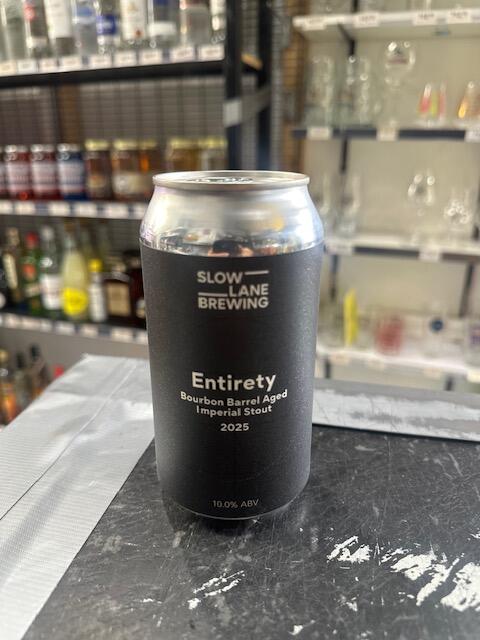 SLOW
LANE
BREWING
Entirety
Bourbon Barrel Aged
Imperial Stout
2025
10.0% ABV